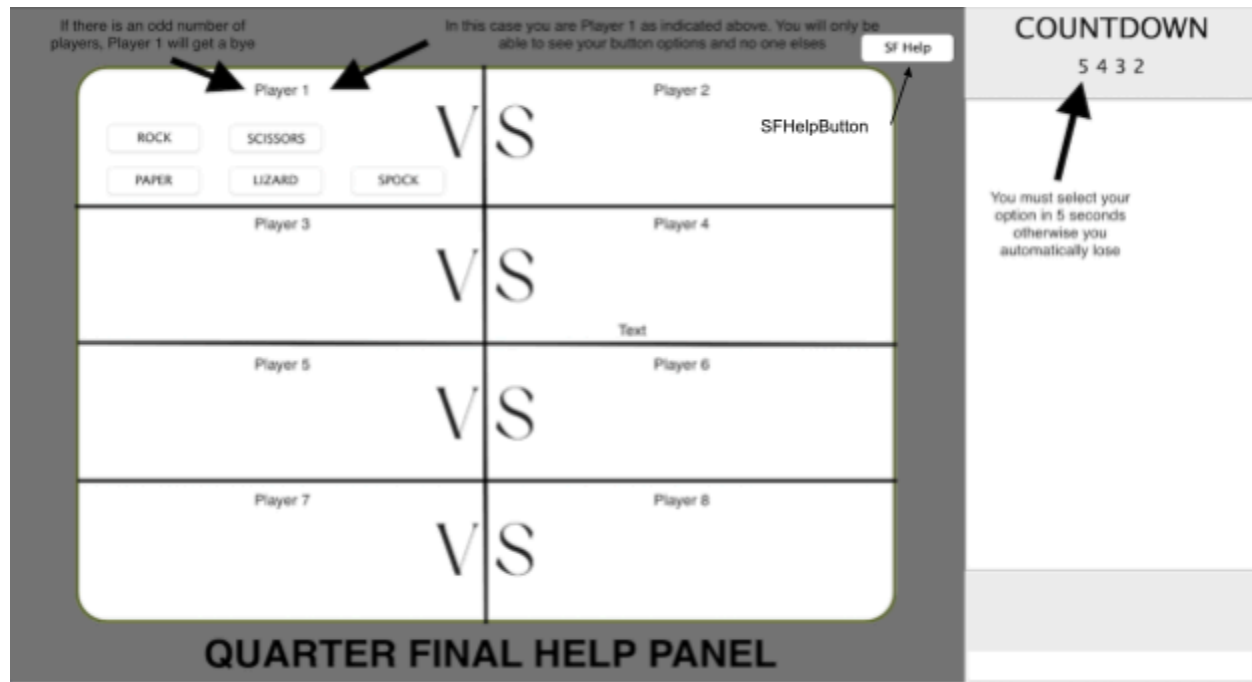 If there is an odd number of
players, Player 1 will get a bye
In this case you are Player 1 as indicated above. You will only be
able to see your button options and no one elses
SF Help
COUNTDOWN
5 4 3 2
Player 1
Player 2
SFHelpButton
ROCK
SCISSORS
PAPER
LIZARD
SPOCK
V S
You must select your
option in 5 seconds
otherwise you
automatically lose
Player 3
Player 4
V S
Text
Player 5
Player 6
V S
Player 7
Player 8
V S
QUARTER FINAL HELP PANEL